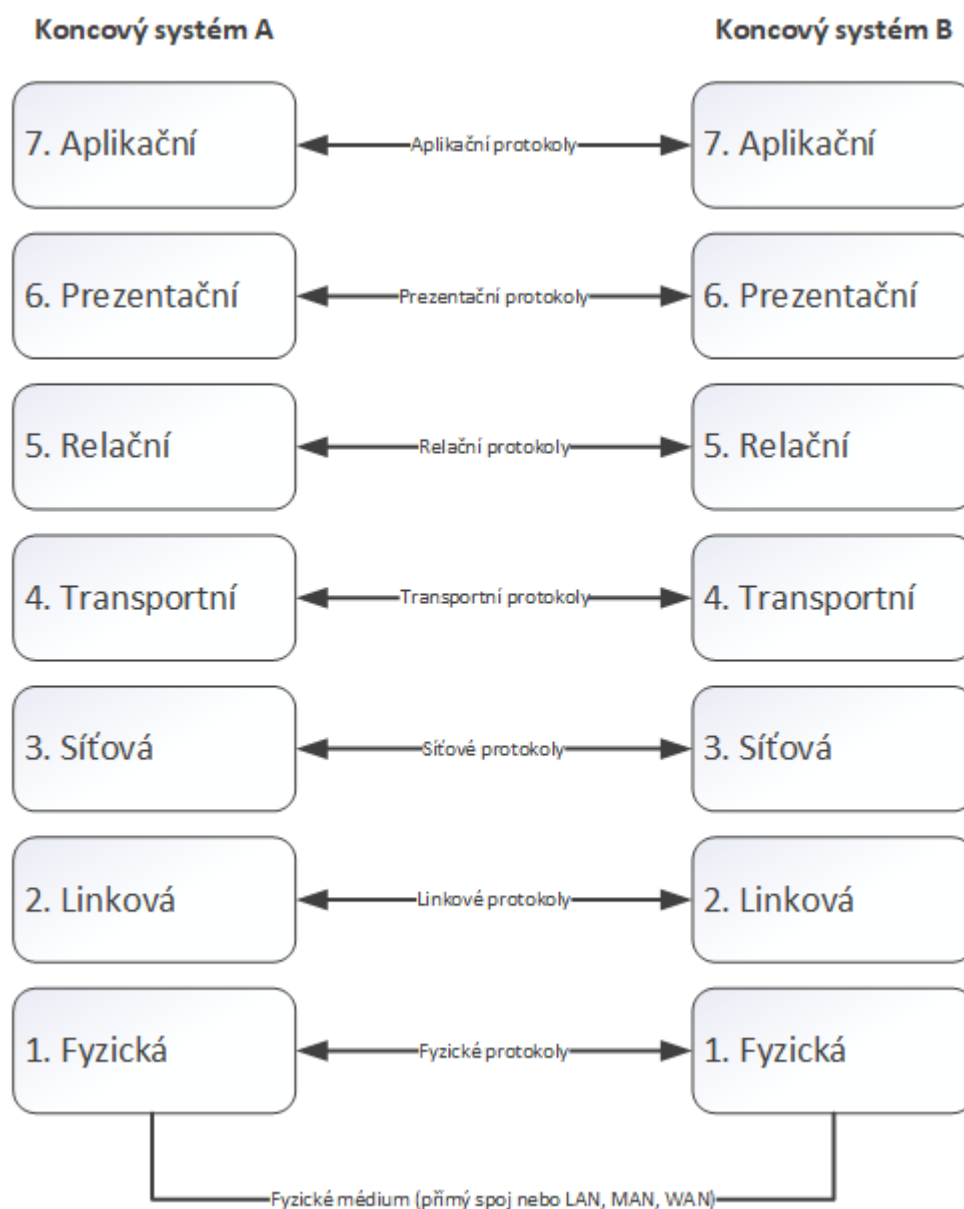 Koncový systém A
Koncový systém B
7. Aplikační
Aplikační protokoly
7. Aplikační
6. Prezentační
Prezentační protokoly
6. Prezentační
5. Relační
Relační protokoly
5. Relační
4. Transportní
Transportní protokoly
4. Transportní
3. Síťová
Síťové protokoly
3. Síťová
2. Linková
Linkové protokoly
2. Linková
1. Fyzická
Fyzické protokoly
1. Fyzická
Fyzické médium (přímý spoj nebo LAN, MAN, WAN)